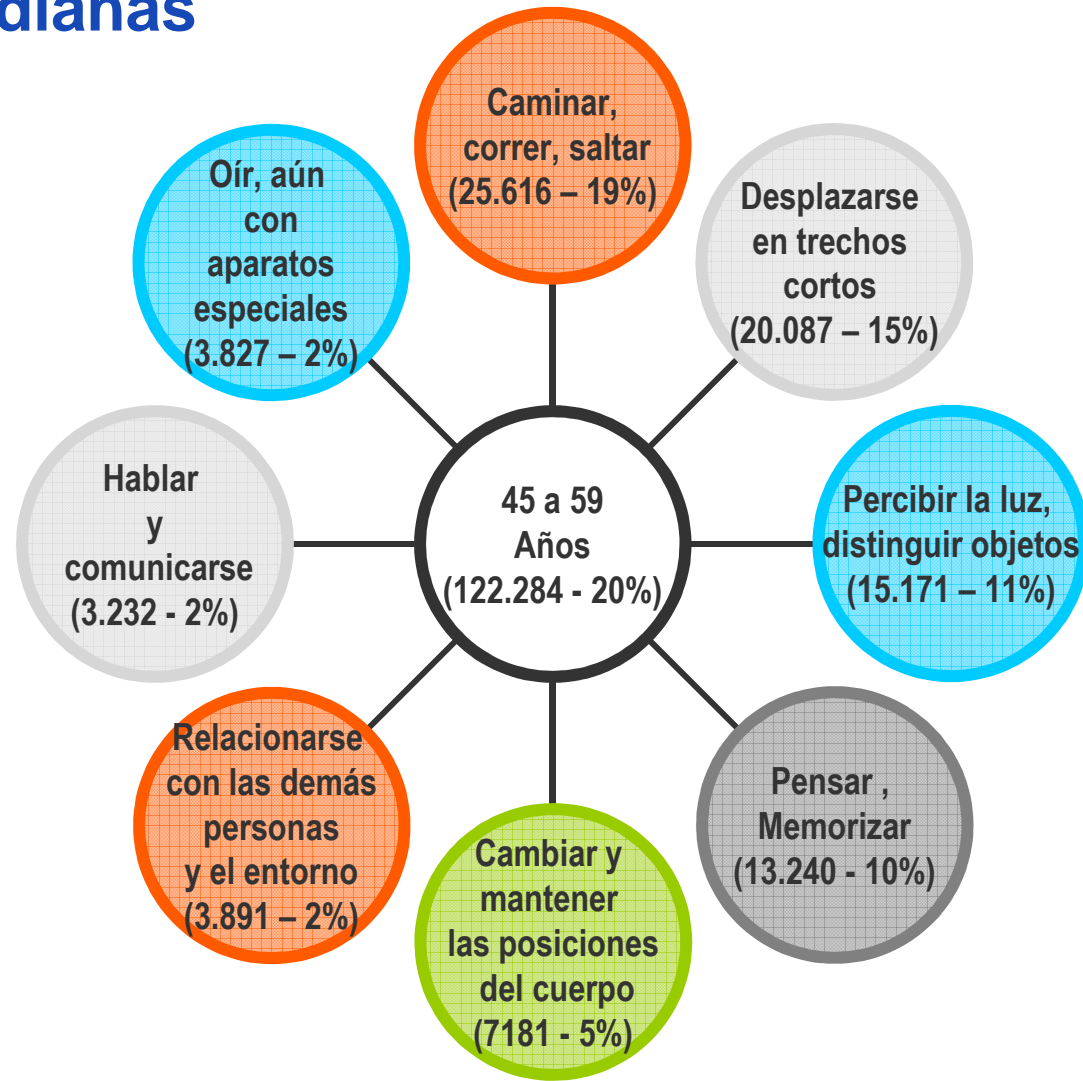 dianas
Caminar,
correr, saltar
(25.616 – 19%)
Desplazarse
en trechos
cortos
(20.087 – 15%)
Percibir la luz,
distinguir objetos
(15.171 – 11%)
Pensar ,
Memorizar
(13.240 - 10%)
Cambiar y
mantener
las posiciones
del cuerpo
(7181 - 5%)
Relacionarse
con las demás
personas
y el entorno
(3.891 – 2%)
Hablar
y
comunicarse
(3.232 - 2%)
Oír, aún
con
aparatos
especiales
(3.827 – 2%)
45 a 59
Años
(122.284 - 20%)